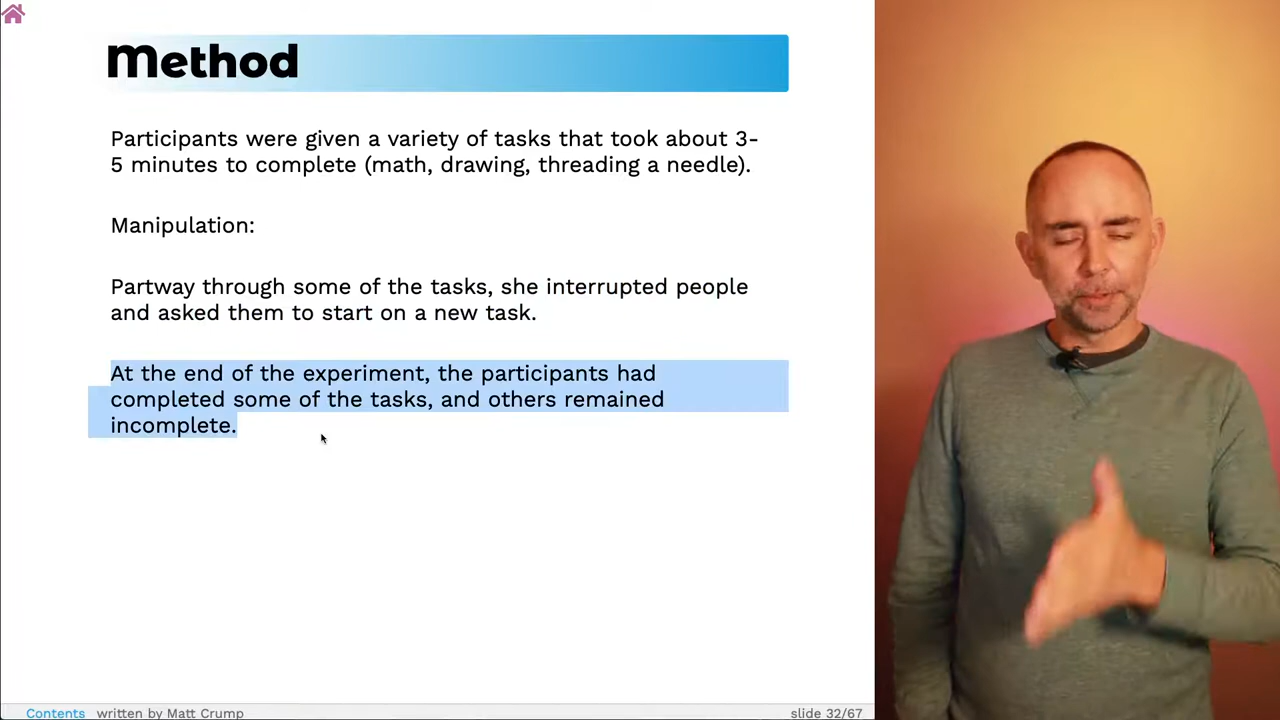 Method
Participants were given a variety of tasks that took about 3-
5 minutes to complete (math, drawing, threading a needle).
Manipulation:
Partway through some of the tasks, she interrupted people
and asked them to start on a new task.
At the end of the experiment, the participants had
completed some of the tasks, and others remained
incomplete.
Contents written by Matt Crump slide 32/67